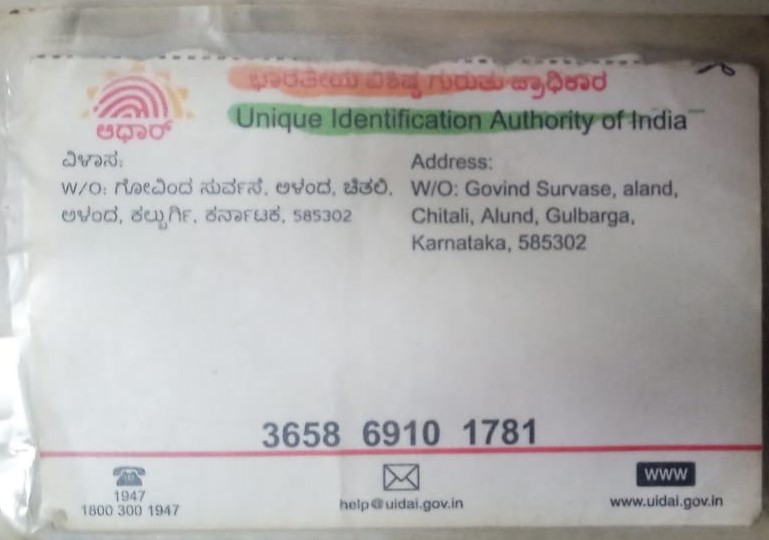 ಭಾರತೀಯ ವಿಶಿಷ್ಟ ಗುರುತು ಪ್ರಾಧಿಕಾರ
Unique Identification Authority of India
ಆಧಾರ್
ವಿಳಾಸ:
W/O: ಗೋವಿಂದ ಸುರ್ವಸೆ, ಅಳಂದ, ಚಿತಲಿ,
ಅಳಂದ, ಕಲ್ಬುರ್ಗಿ, ಕರ್ನಾಟಕ, 585302
Address:
W/O: Govind Survase, aland,
Chitali, Alund, Gulbarga,
Karnataka, 585302
3658 6910 1781
1947
1800 300 1947
help@uidai.gov.in
WWW
www.uidai.gov.in